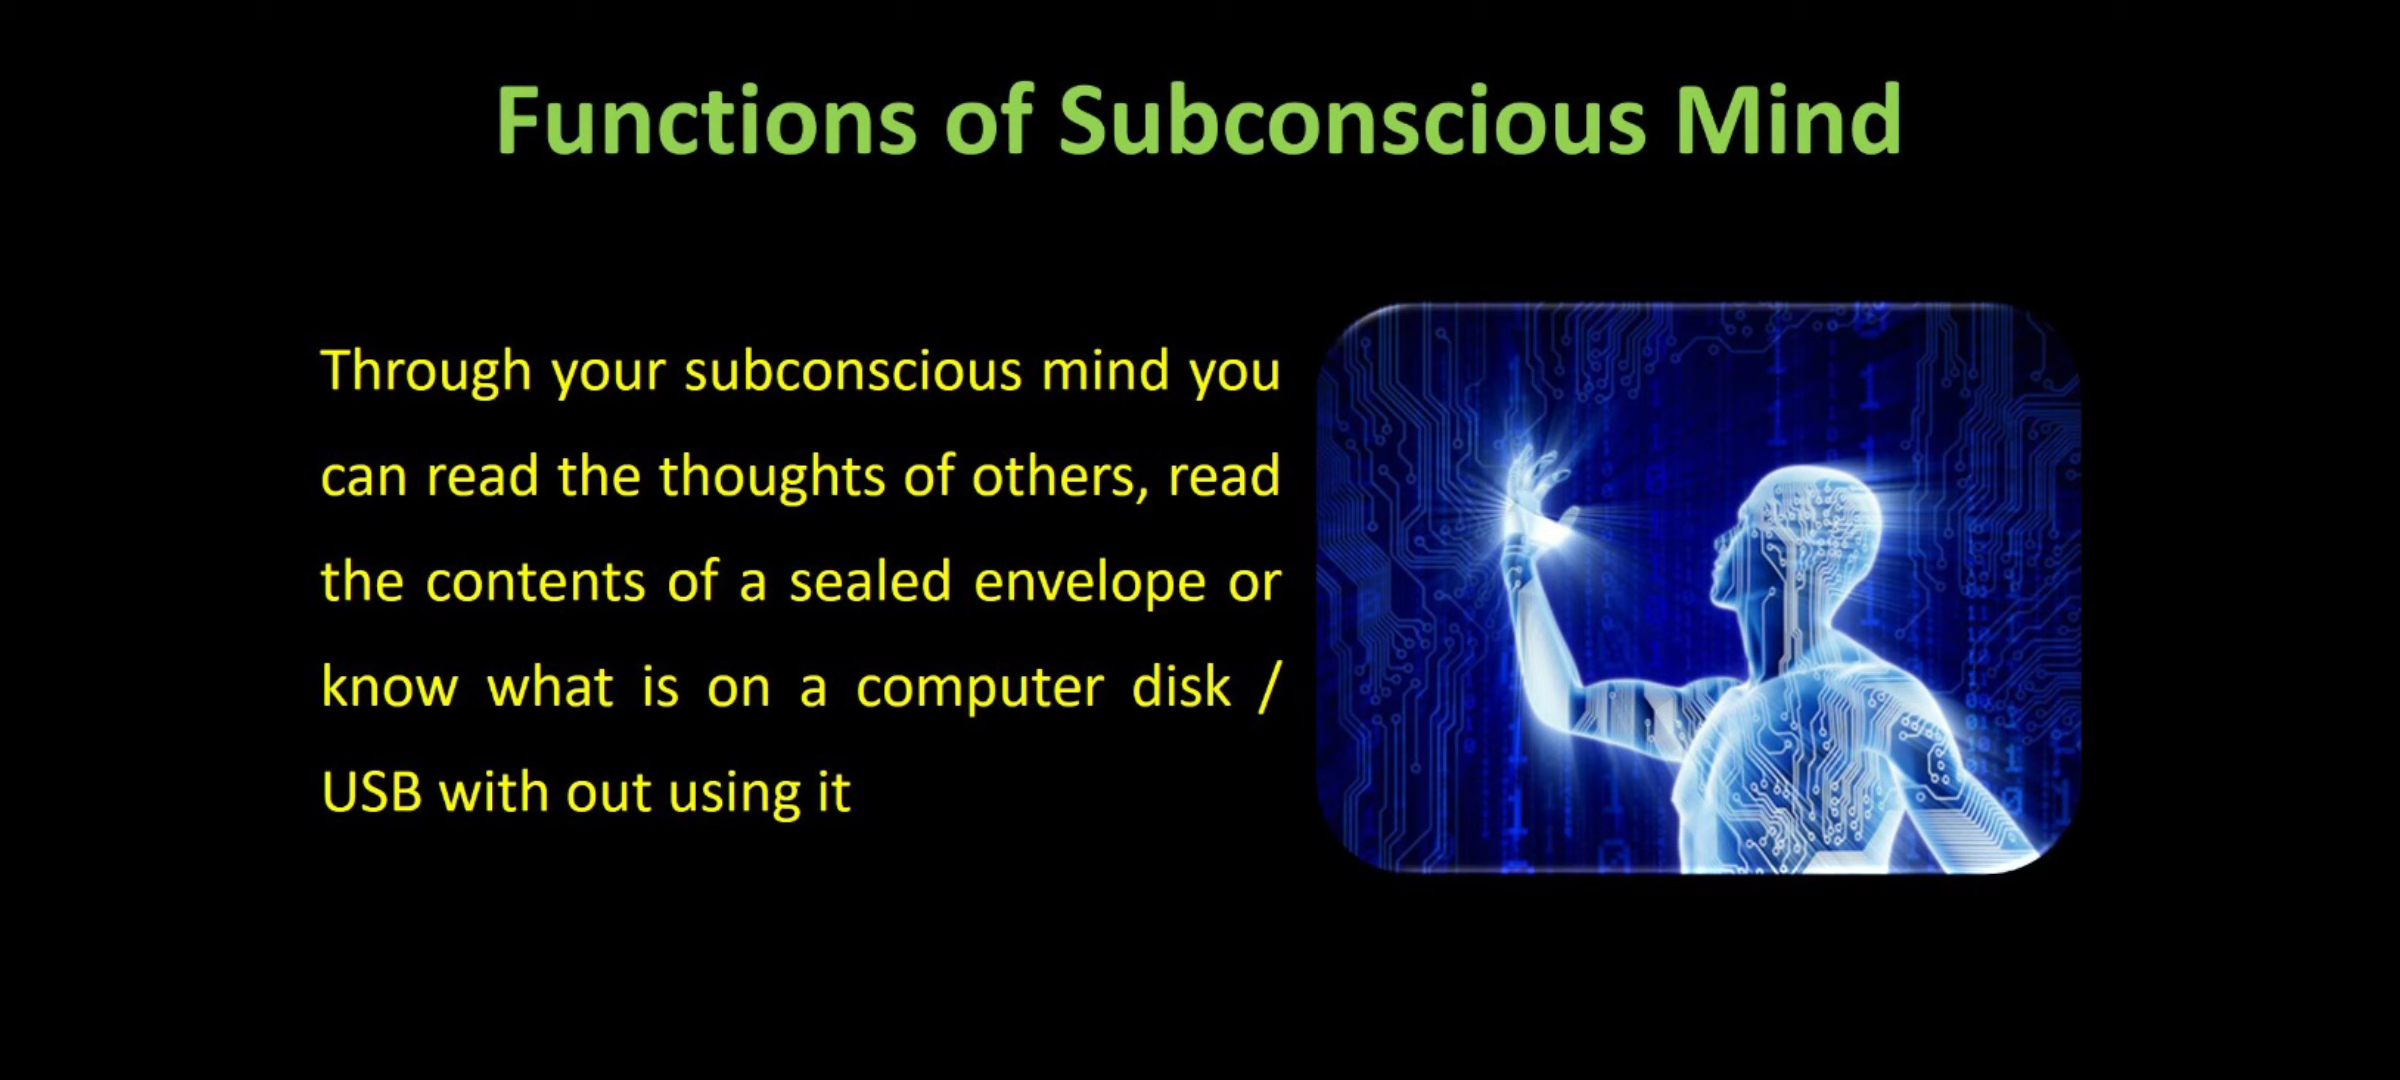 Functions of Subconscious Mind
Through your subconscious mind you
can read the thoughts of others, read
the contents of a sealed envelope or
know what is on a computer disk /
USB with out using it